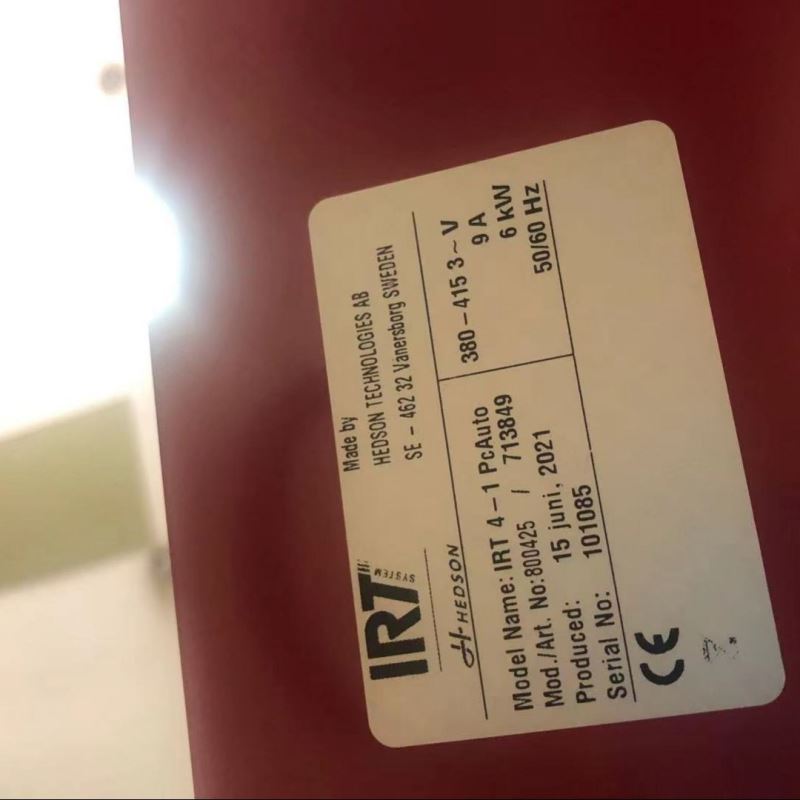 IRT
SYSTEM
HEDSON
Made by
HEDSON TECHNOLOGIES AB
SE - 462 32 Vänersborg SWEDEN
Model Name: IRT 4 - 1 PcAuto
Mod./Art. No: 800425 / 713849
Produced: 15 juni, 2021
Serial No: 101085
380 - 415 3 ~ V
9 A
6 kW
50/60 Hz
CE